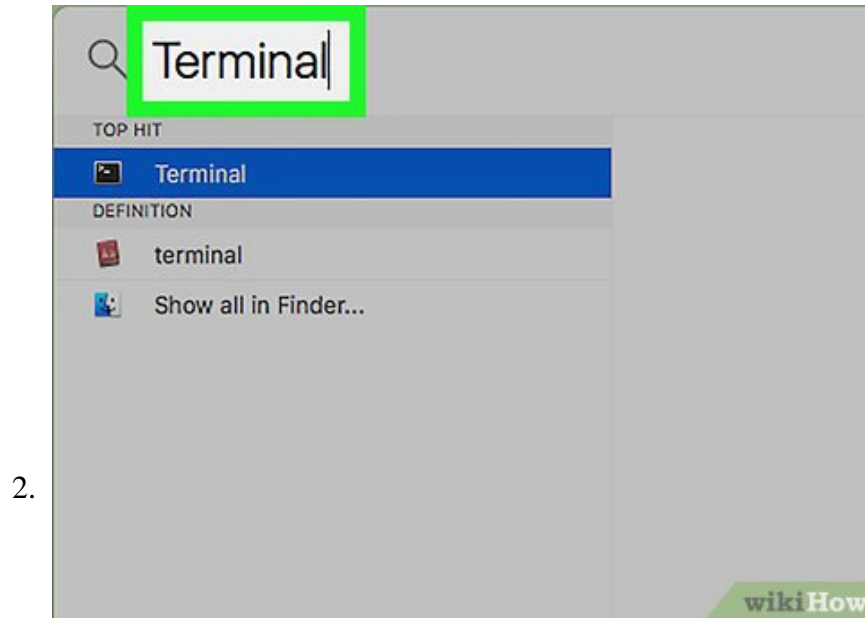 Terminal
TOP HIT
Terminal
DEFINITION
terminal
Show all in Finder...
2.
wikiHow